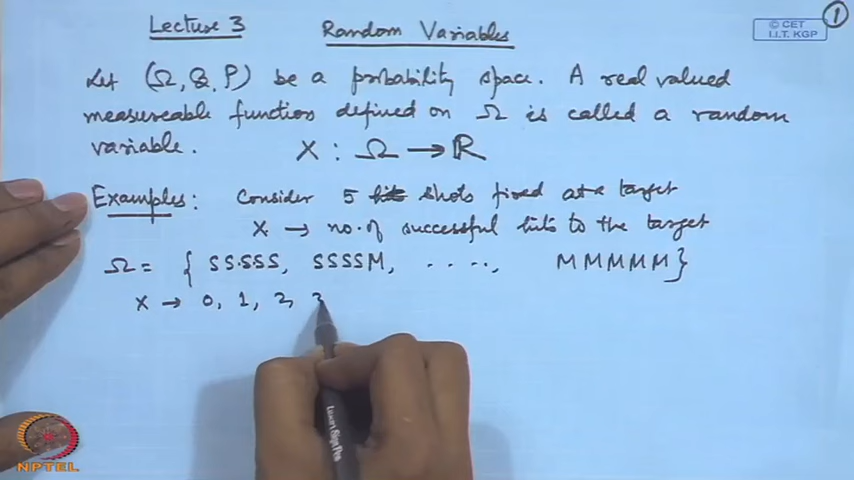 Lecture 3 Random Variables
1
© CET
I.I.T. KGP
Let (Ω, B, P) be a probability space. A real valued
measureable function defined on Ω is called a random
variable. X : Ω → ℝ
Examples: Consider 5 shots fired at a target
X → no. of successful hits to the target
Ω = { SSSSS, SSSSM, ....., MMMMM}
X → 0, 1, 2, 3
NPTEL